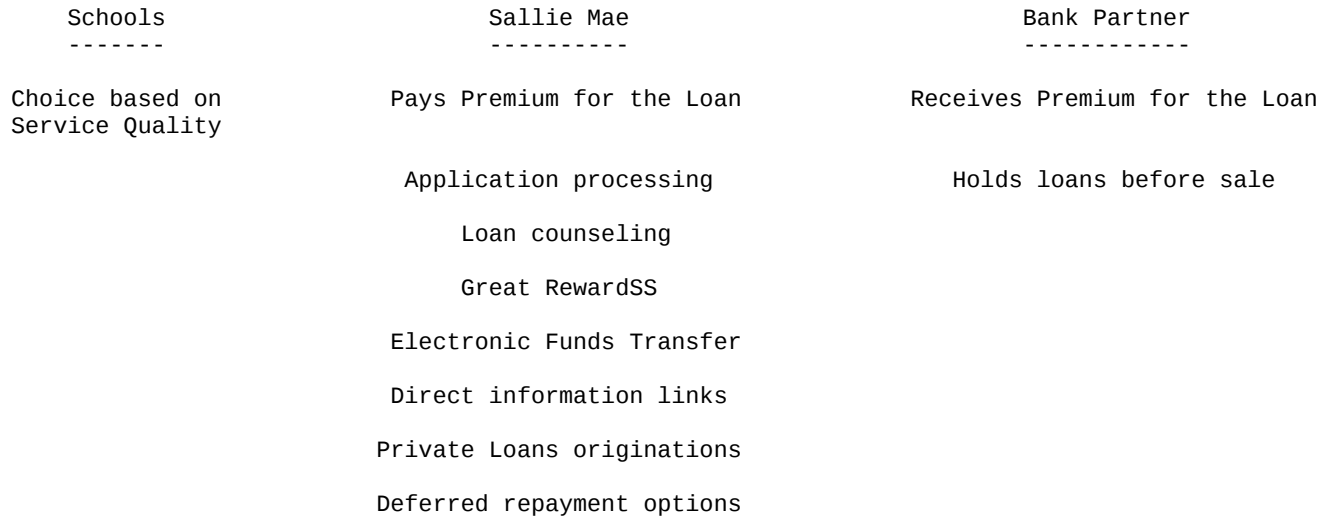 Schools Sallie Mae Bank Partner
------- ---------- ------------
Choice based on Pays Premium for the Loan Receives Premium for the Loan
Service Quality
Application processing Holds loans before sale
Loan counseling
Great RewardSS
Electronic Funds Transfer
Direct information links
Private Loans originations
Deferred repayment options